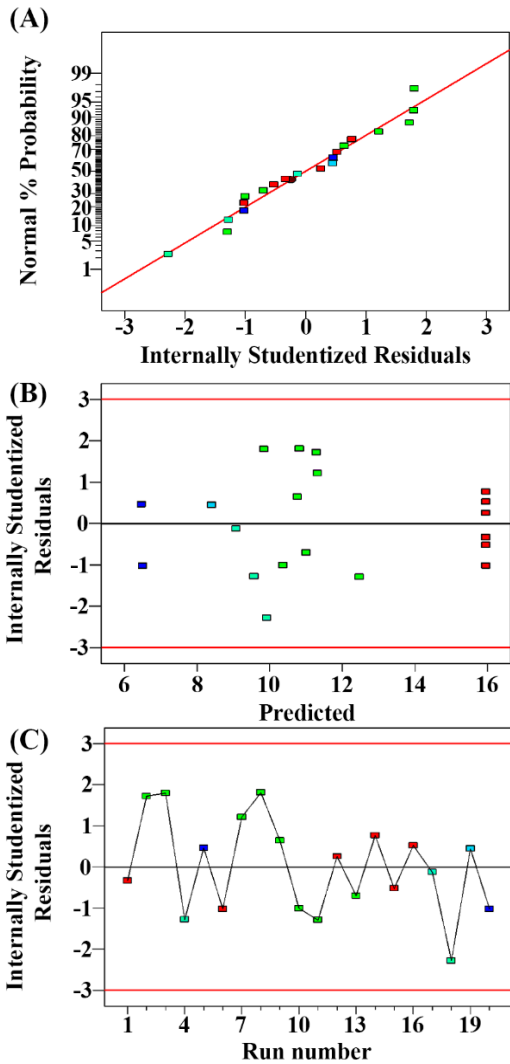 (A)
Normal % Probability
99
95
90
80
70
50
30
20
10
5
1
-3 -2 -1 0 1 2 3
Internally Studentized Residuals
(B)
Internally Studentized
Residuals
3
2
1
0
-1
-2
-3
6 8 10 12 14 16
Predicted
(C)
Internally Studentized
Residuals
3
2
1
0
-1
-2
-3
1 4 7 10 13 16 19
Run number